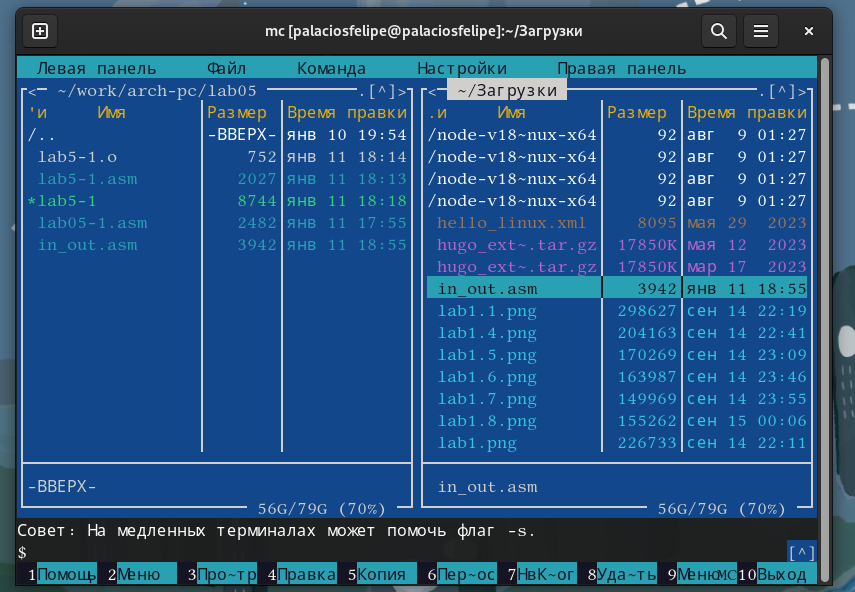 mc [palaciosfelipe@palaciosfelipe]:~/Загрузки
Левая панель Файл Команда Настройки Правая панель
<─ ~/work/arch-pc/lab05 ─.[^]>
'и Имя Размер Время правки
/.. -ВВЕРХ- янв 10 19:54
lab5-1.o 752 янв 11 18:14
lab5-1.asm 2027 янв 11 18:13
*lab5-1 8744 янв 11 18:18
lab05-1.asm 2482 янв 11 17:55
in_out.asm 3942 янв 11 18:55
-ВВЕРХ-
56G/79G (70%)
<─ ~/Загрузки ─.[^]>
.и Имя Размер Время правки
/node-v18~nux-x64 92 авг 9 01:27
/node-v18~nux-x64 92 авг 9 01:27
/node-v18~nux-x64 92 авг 9 01:27
/node-v18~nux-x64 92 авг 9 01:27
hello_linux.xml 8095 мая 29 2023
hugo_ext~.tar.gz 17850K мая 12 2023
hugo_ext~.tar.gz 17850K мар 17 2023
in_out.asm 3942 янв 11 18:55
lab1.1.png 298627 сен 14 22:19
lab1.4.png 204163 сен 14 22:41
lab1.5.png 170269 сен 14 23:09
lab1.6.png 163987 сен 14 23:46
lab1.7.png 149969 сен 14 23:55
lab1.8.png 155262 сен 15 00:06
lab1.png 226733 сен 14 22:11
in_out.asm
56G/79G (70%)
Совет: На медленных терминалах может помочь флаг -s.
$ [^]
1Помощь 2Меню 3Про~тр 4Правка 5Копия 6Пер~ос 7НвК~ог 8Уда~ть 9МенюMC 10Выход